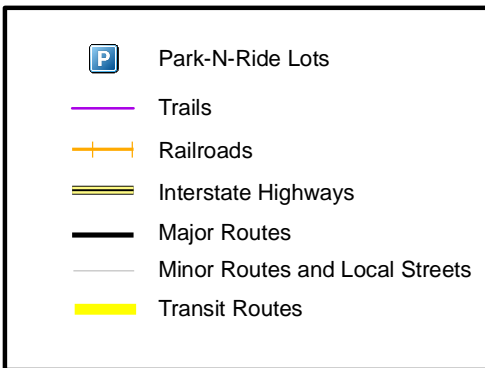 P Park-N-Ride Lots
Trails
Railroads
Interstate Highways
Major Routes
Minor Routes and Local Streets
Transit Routes